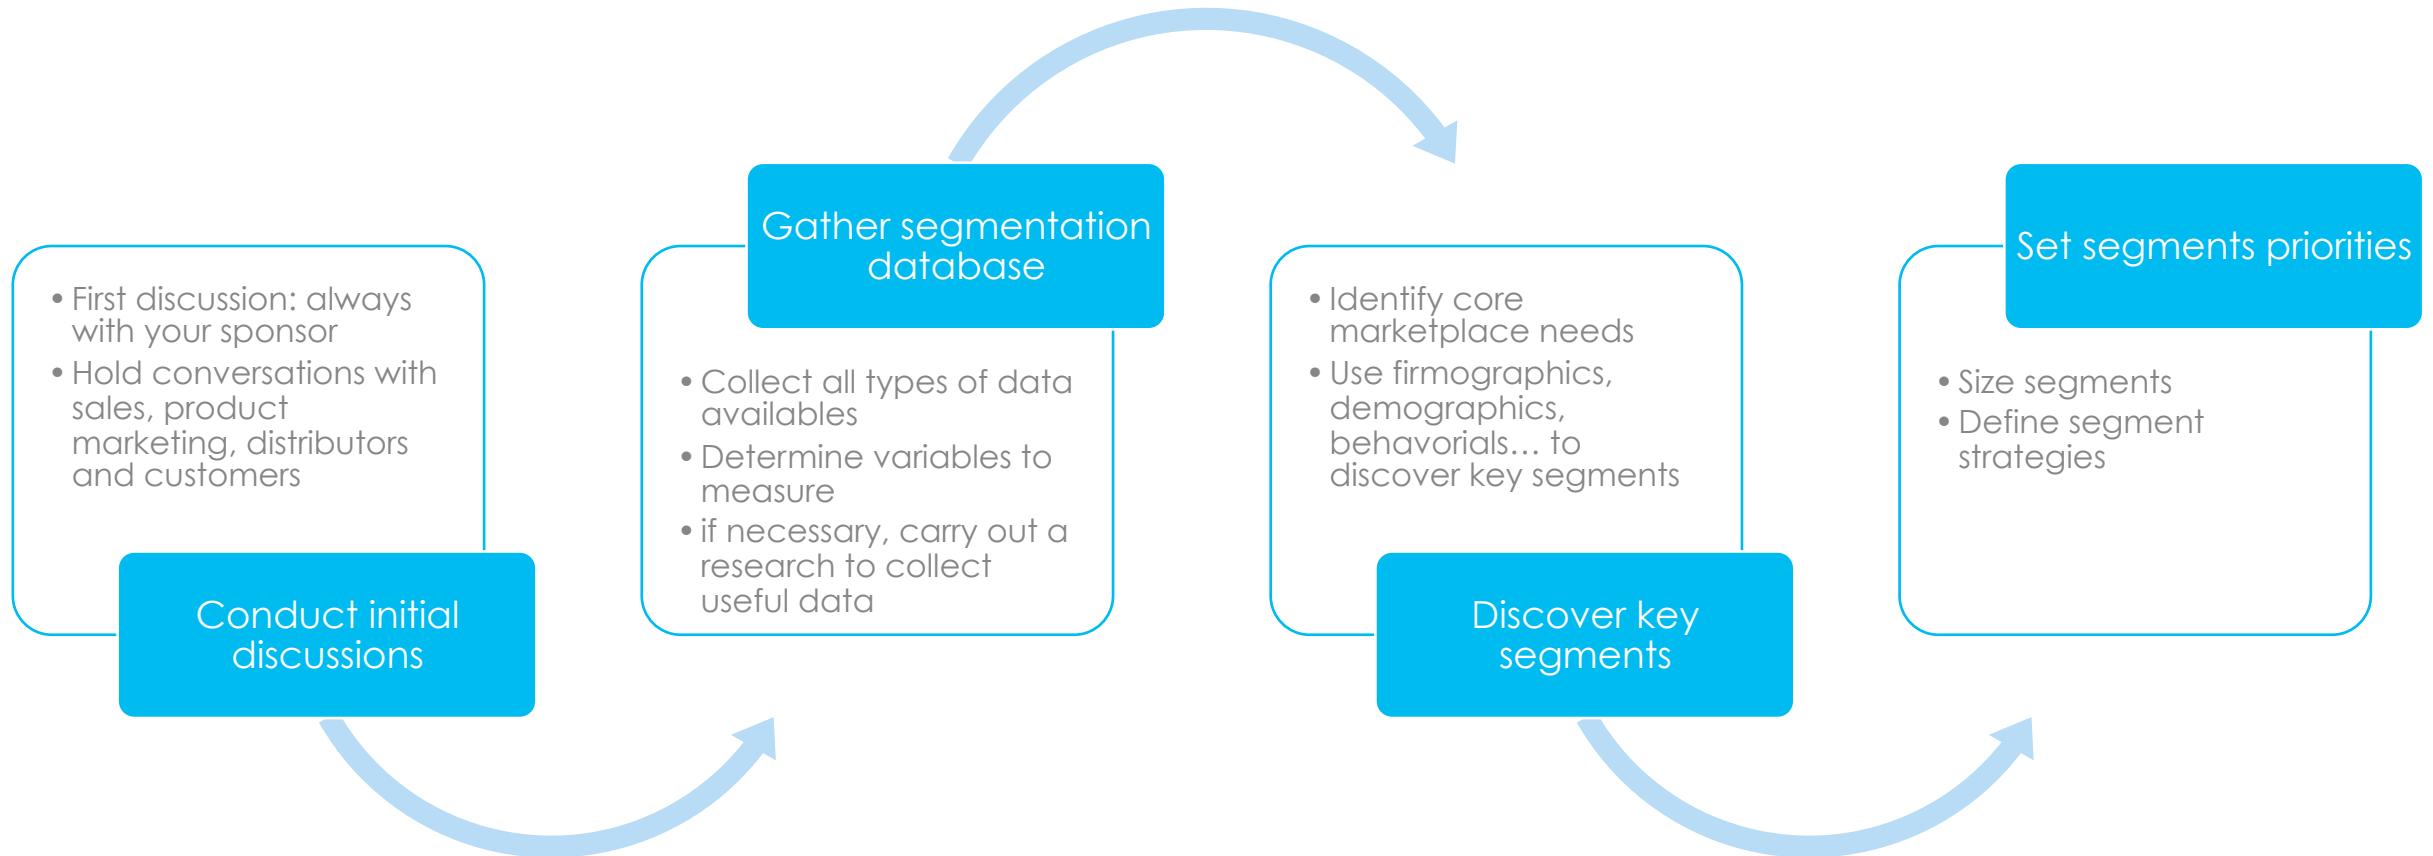 • First discussion: always
with your sponsor
• Hold conversations with
sales, product
marketing, distributors
and customers
Conduct initial
discussions
Gather segmentation
database
• Collect all types of data
availables
• Determine variables to
measure
• if necessary, carry out a
research to collect
useful data
• Identify core
marketplace needs
• Use firmographics,
demographics,
behavorials… to
discover key segments
Discover key
segments
Set segments priorities
• Size segments
• Define segment
strategies